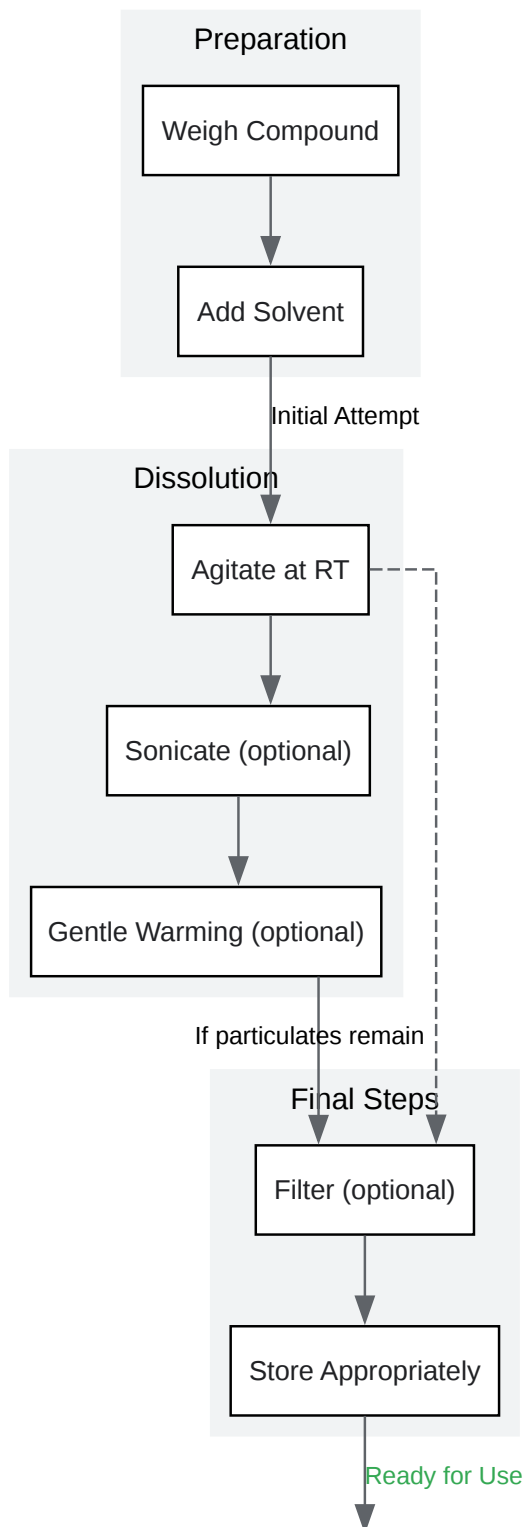 Preparation
Weigh Compound
Add Solvent
Initial Attempt
Dissolution
Agitate at RT
Sonicate (optional)
Gentle Warming (optional)
If particulates remain
Final Steps
Filter (optional)
Store Appropriately
Ready for Use